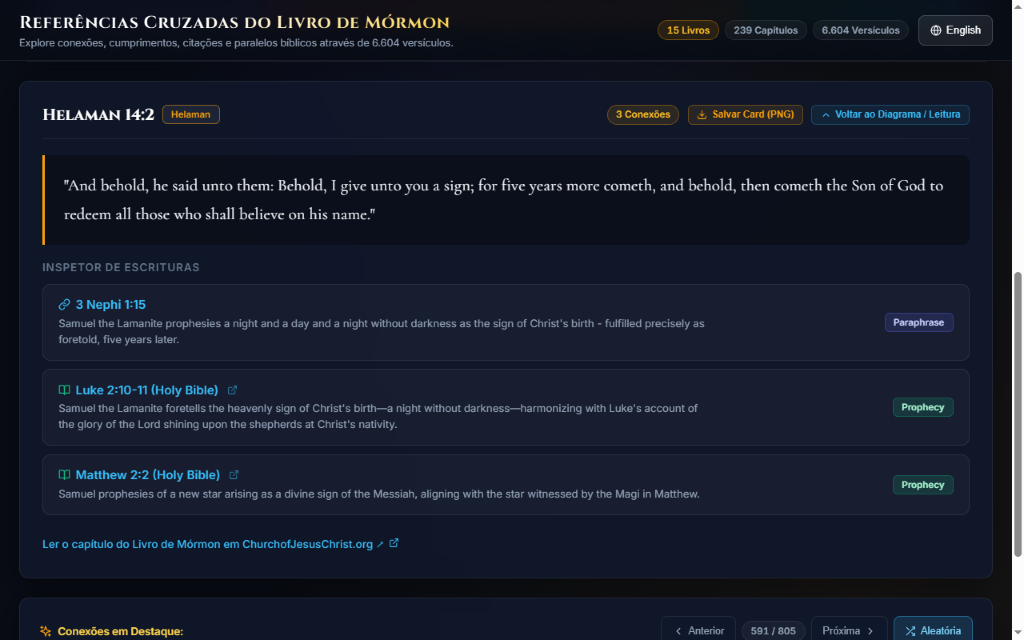 Referências Cruzadas do Livro de Mórmon
Explore conexões, cumprimentos, citações e paralelos bíblicos através de 6.604 versículos.
15 Livros
239 Capítulos
6.604 Versículos
English
Helaman 14:2
Helaman
3 Conexões
Salvar Card (PNG)
Voltar ao Diagrama / Leitura
"And behold, he said unto them: Behold, I give unto you a sign; for five years more cometh, and behold, then cometh the Son of God to
redeem all those who shall believe on his name."
INSPETOR DE ESCRITURAS
3 Nephi 1:15
Samuel the Lamanite prophesies a night and a day and a night without darkness as the sign of Christ's birth - fulfilled precisely as
foretold, five years later.
Paraphrase
Luke 2:10-11 (Holy Bible)
Samuel the Lamanite foretells the heavenly sign of Christ's birth—a night without darkness—harmonizing with Luke's account of
the glory of the Lord shining upon the shepherds at Christ's nativity.
Prophecy
Matthew 2:2 (Holy Bible)
Samuel prophesies of a new star arising as a divine sign of the Messiah, aligning with the star witnessed by the Magi in Matthew.
Prophecy
Ler o capítulo do Livro de Mórmon em ChurchofJesusChrist.org ↗
Conexões em Destaque:
Anterior
591 / 805
Próxima
Aleatória